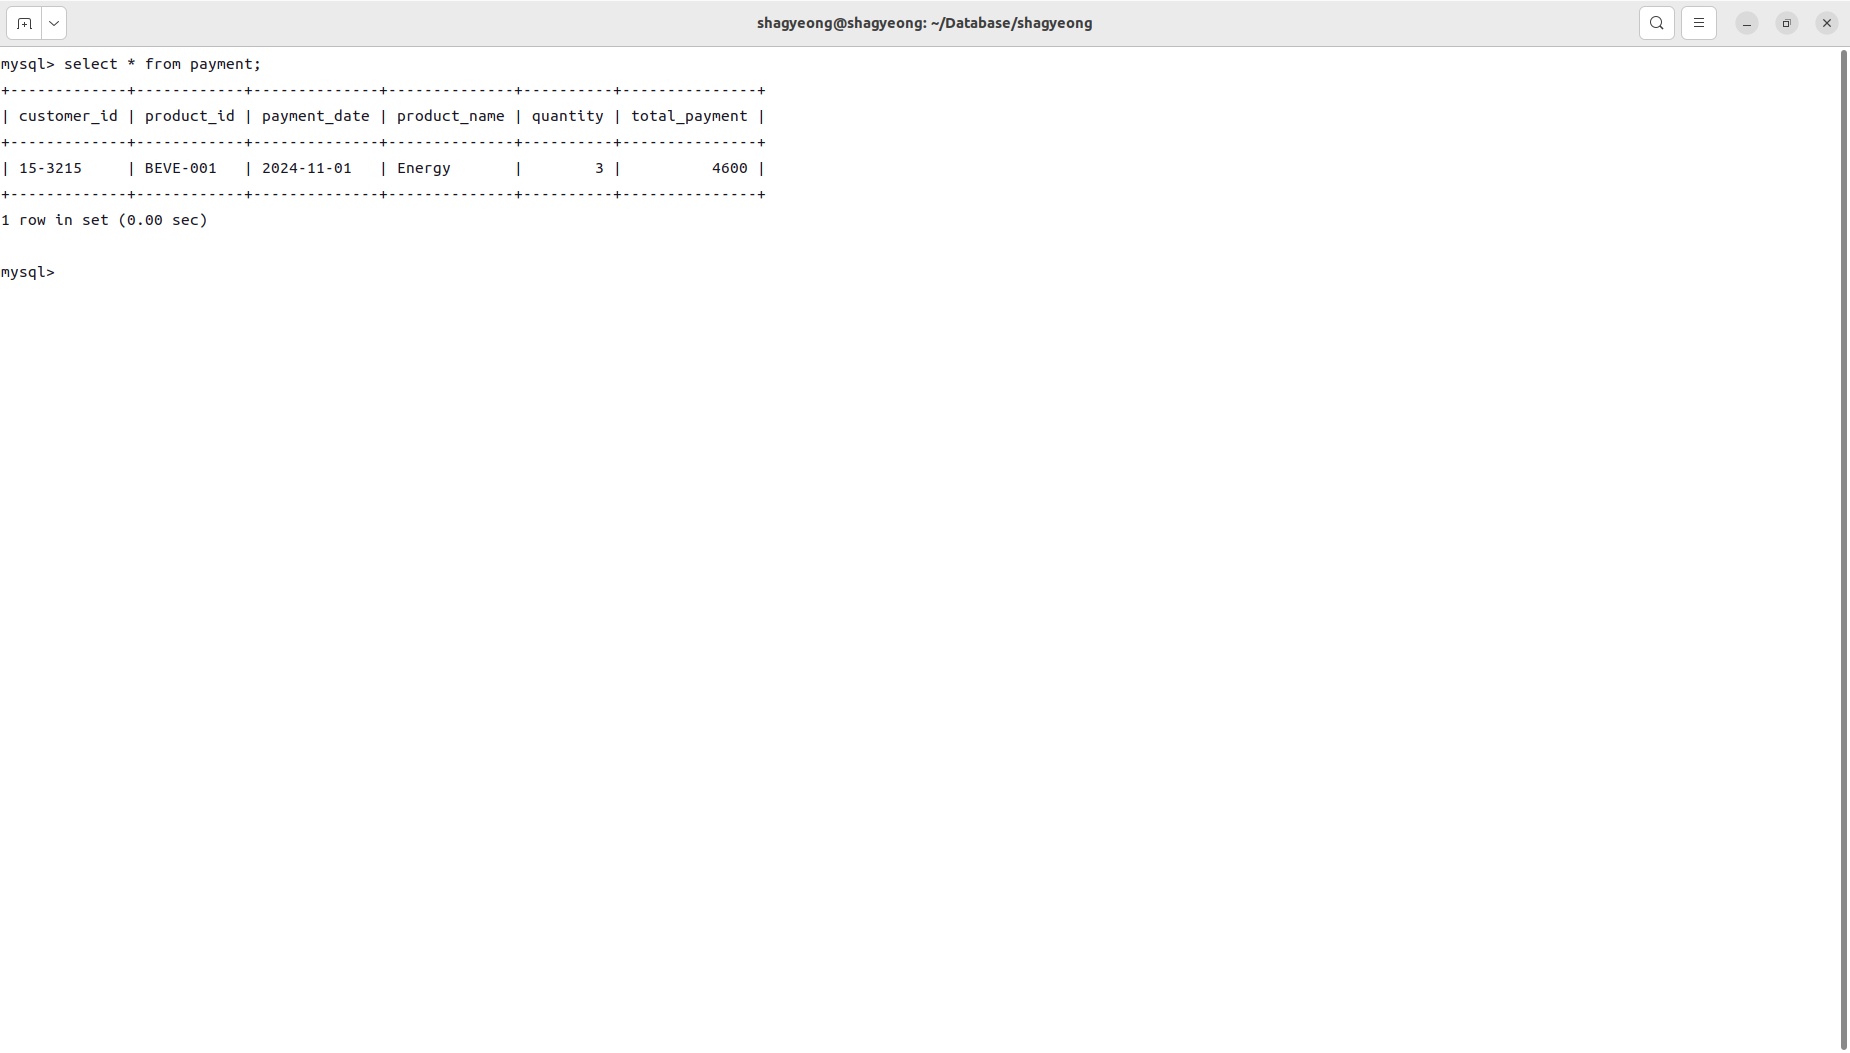 shagyeong@shagyeong: ~/Database/shagyeong
mysql> select * from payment;
+-------------+------------+--------------+--------------+----------+---------------+
| customer_id | product_id | payment_date | product_name | quantity | total_payment |
+-------------+------------+--------------+--------------+----------+---------------+
| 15-3215     | BEVE-001   | 2024-11-01   | Energy       |        3 |          4600 |
+-------------+------------+--------------+--------------+----------+---------------+
1 row in set (0.00 sec)
mysql>